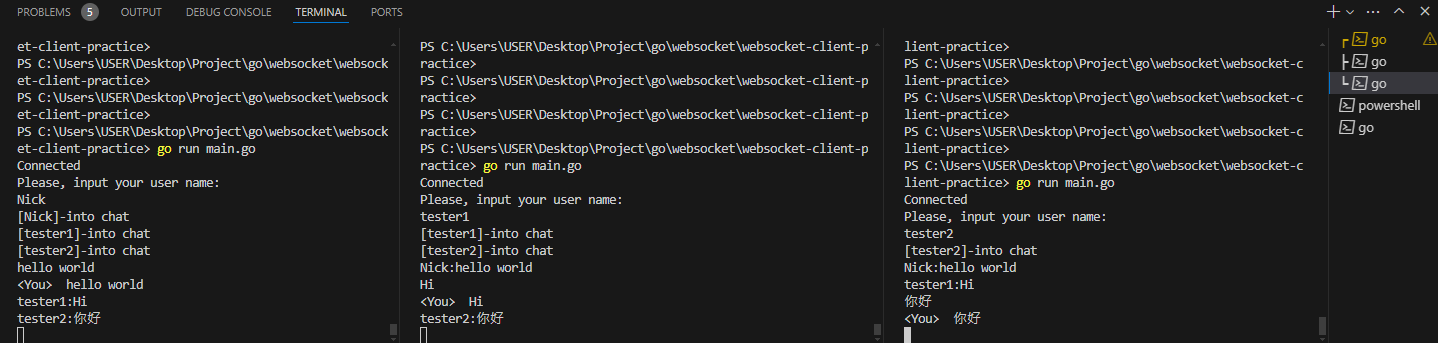 PROBLEMS 5 OUTPUT DEBUG CONSOLE TERMINAL PORTS
et-client-practice>
PS C:\Users\USER\Desktop\Project\go\websocket\websock
et-client-practice>
PS C:\Users\USER\Desktop\Project\go\websocket\websock
et-client-practice>
PS C:\Users\USER\Desktop\Project\go\websocket\websock
et-client-practice> go run main.go
Connected
Please, input your user name:
Nick
[Nick]-into chat
[tester1]-into chat
[tester2]-into chat
hello world
<You>  hello world
tester1:Hi
tester2:你好
PS C:\Users\USER\Desktop\Project\go\websocket\websocket-client-p
ractice>
PS C:\Users\USER\Desktop\Project\go\websocket\websocket-client-p
ractice>
PS C:\Users\USER\Desktop\Project\go\websocket\websocket-client-p
ractice>
PS C:\Users\USER\Desktop\Project\go\websocket\websocket-client-p
ractice> go run main.go
Connected
Please, input your user name:
tester1
[tester1]-into chat
[tester2]-into chat
Nick:hello world
Hi
<You>  Hi
tester2:你好
lient-practice>
PS C:\Users\USER\Desktop\Project\go\websocket\websocket-c
lient-practice>
PS C:\Users\USER\Desktop\Project\go\websocket\websocket-c
lient-practice>
PS C:\Users\USER\Desktop\Project\go\websocket\websocket-c
lient-practice>
PS C:\Users\USER\Desktop\Project\go\websocket\websocket-c
lient-practice> go run main.go
Connected
Please, input your user name:
tester2
[tester2]-into chat
Nick:hello world
tester1:Hi
你好
<You>  你好
go
go
go
powershell
go